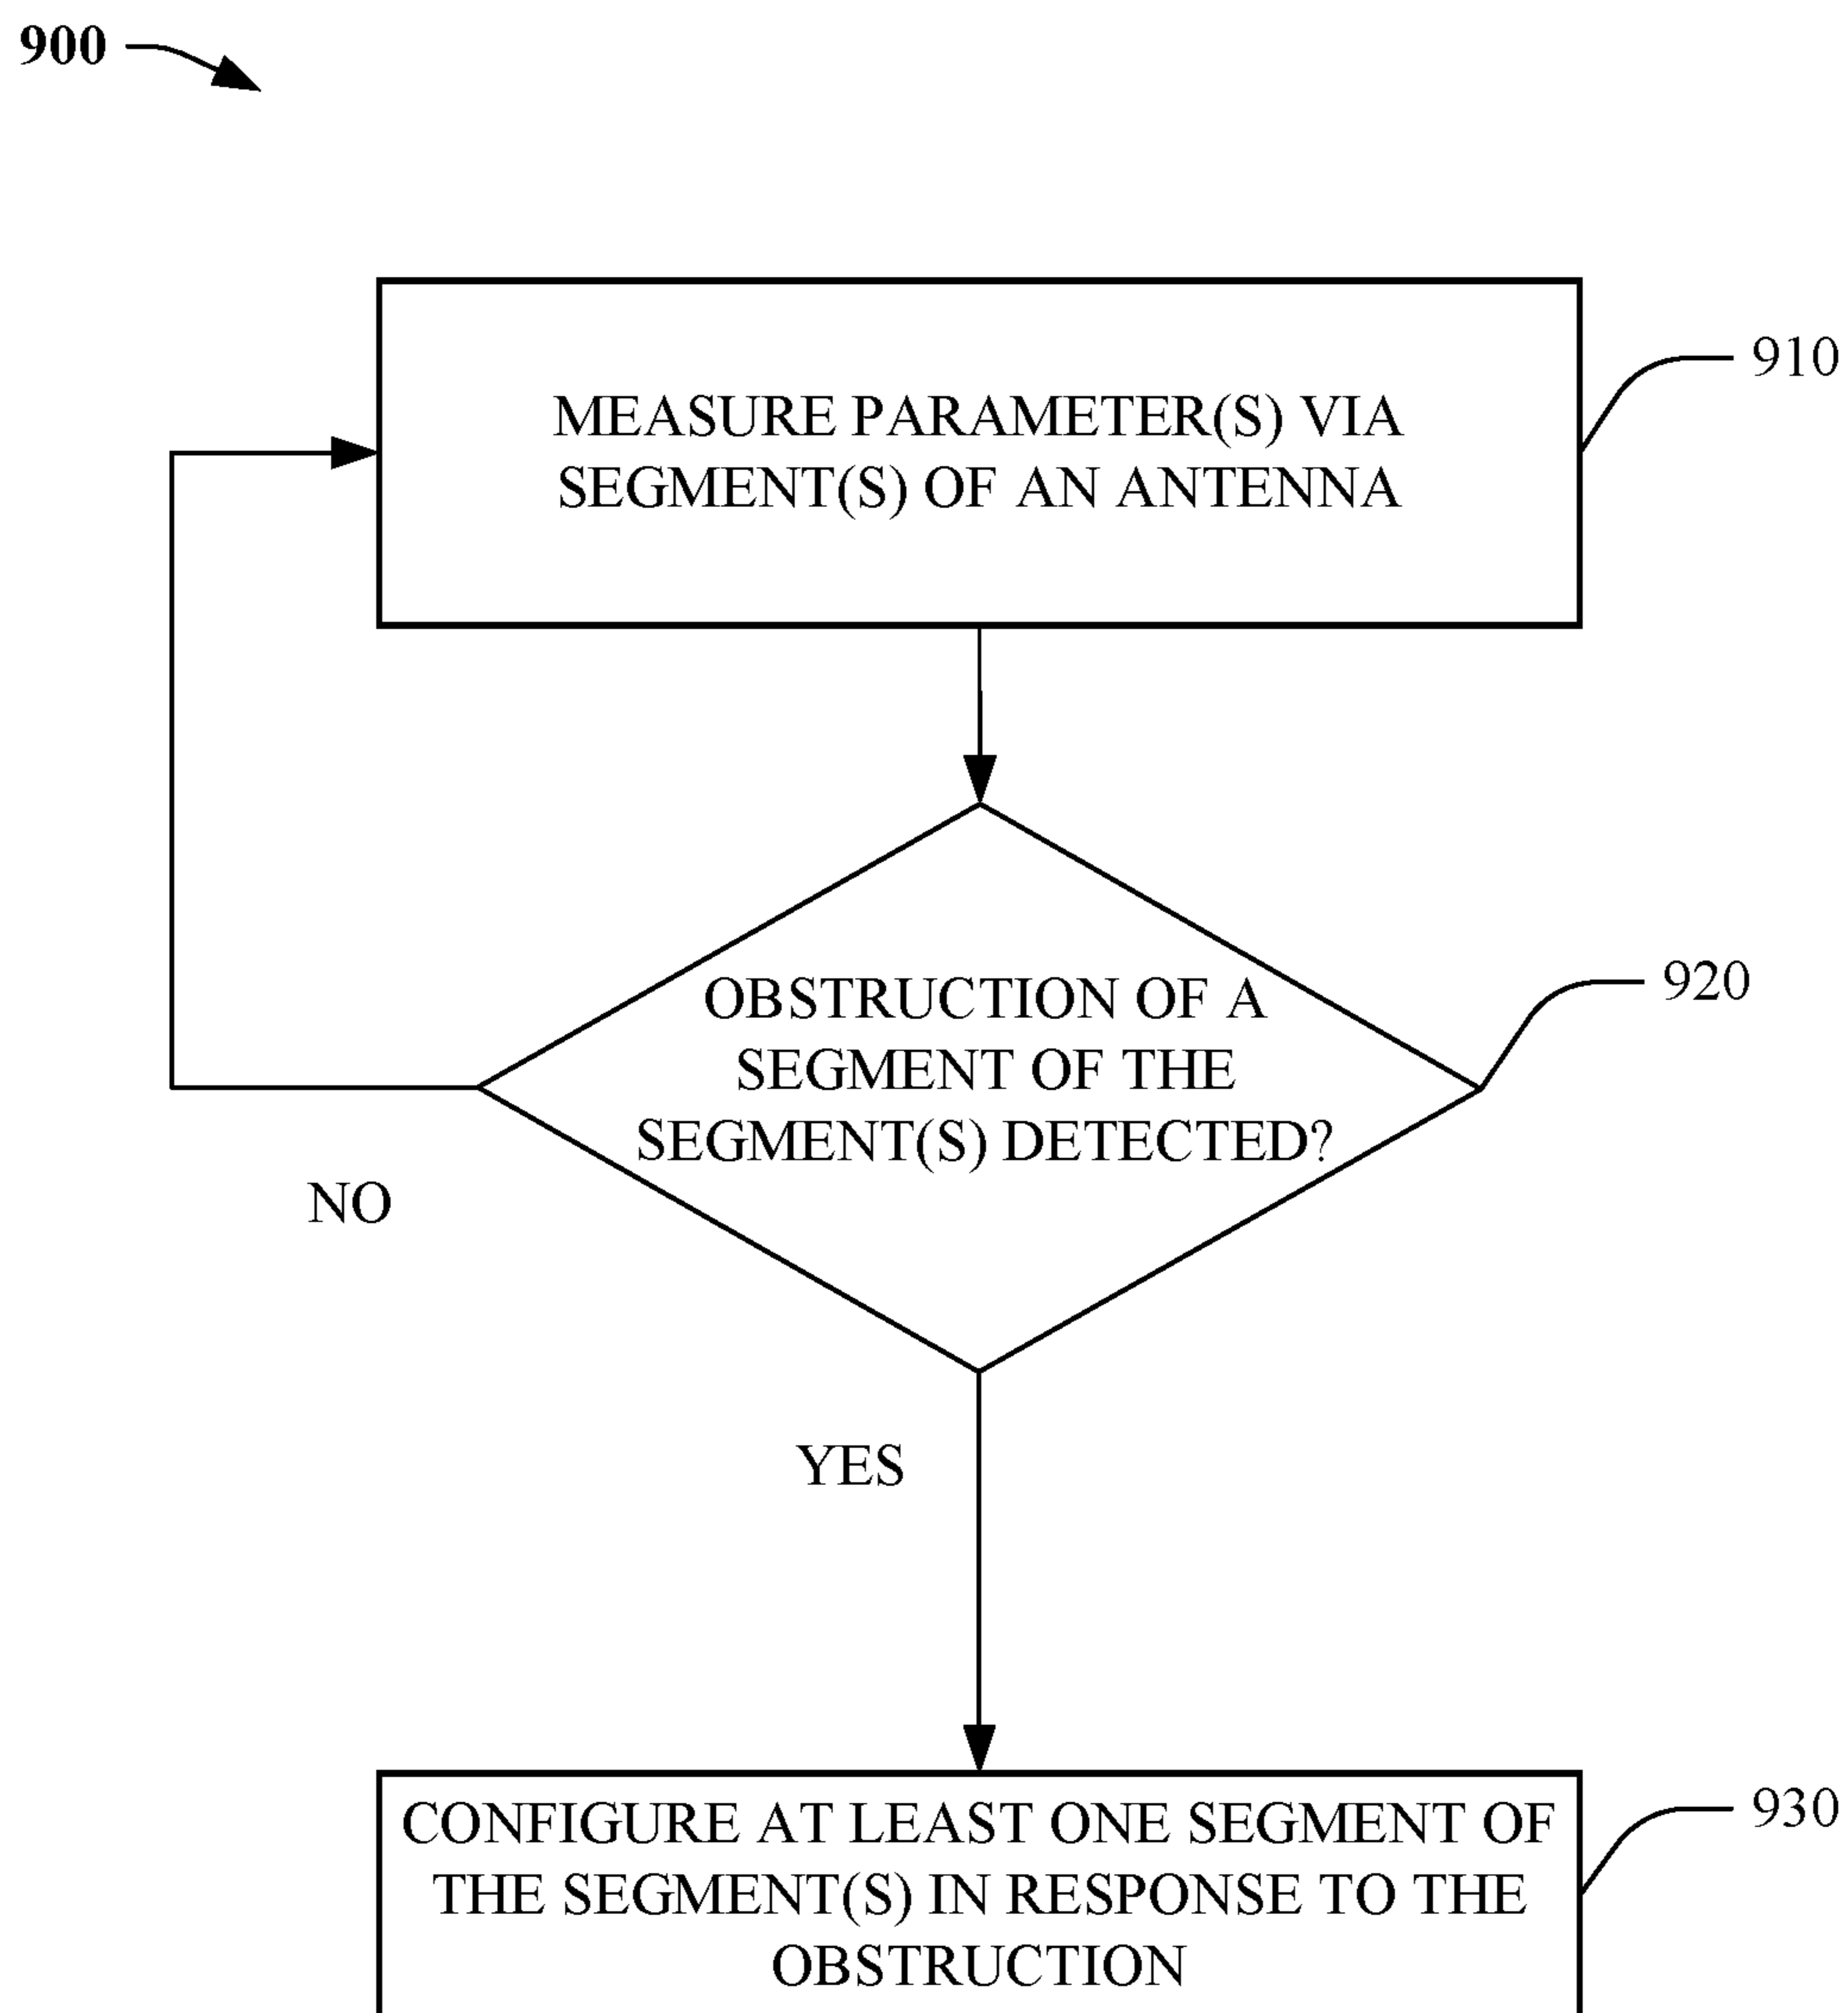 900
MEASURE PARAMETER(S) VIA
SEGMENT(S) OF AN ANTENNA
910
OBSTRUCTION OF A
SEGMENT OF THE
SEGMENT(S) DETECTED?
920
NO
YES
CONFIGURE AT LEAST ONE SEGMENT OF
THE SEGMENT(S) IN RESPONSE TO THE
OBSTRUCTION
930